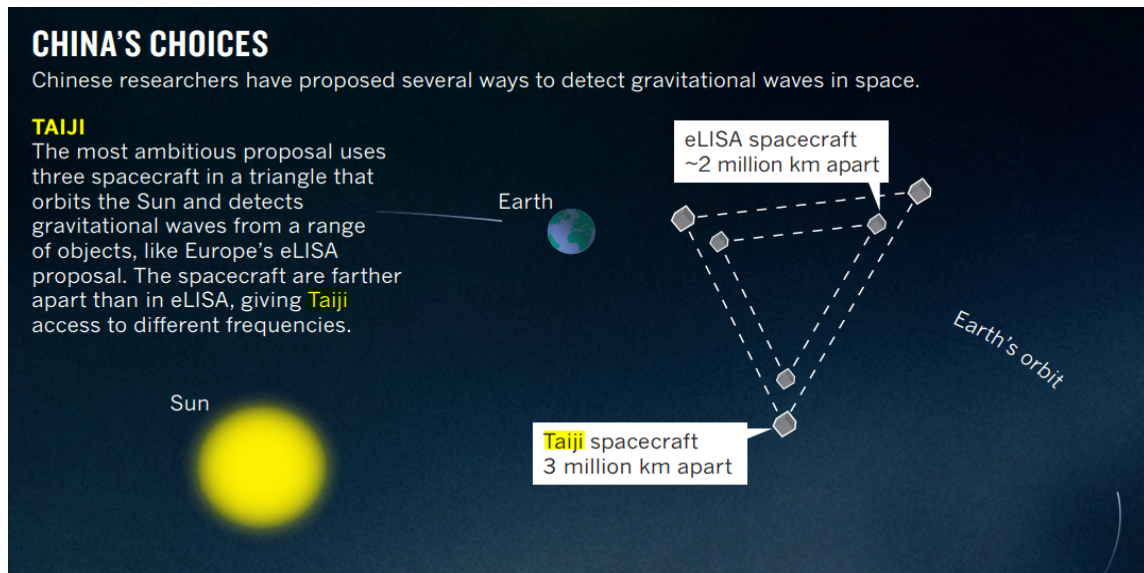 CHINA'S CHOICES
Chinese researchers have proposed several ways to detect gravitational waves in space.
TAIJI
The most ambitious proposal uses
three spacecraft in a triangle that
orbits the Sun and detects
gravitational waves from a range
of objects, like Europe's eLISA
proposal. The spacecraft are farther
apart than in eLISA, giving Taiji
access to different frequencies.
Earth
eLISA spacecraft
~2 million km apart
Earth's orbit
Sun
Taiji spacecraft
3 million km apart